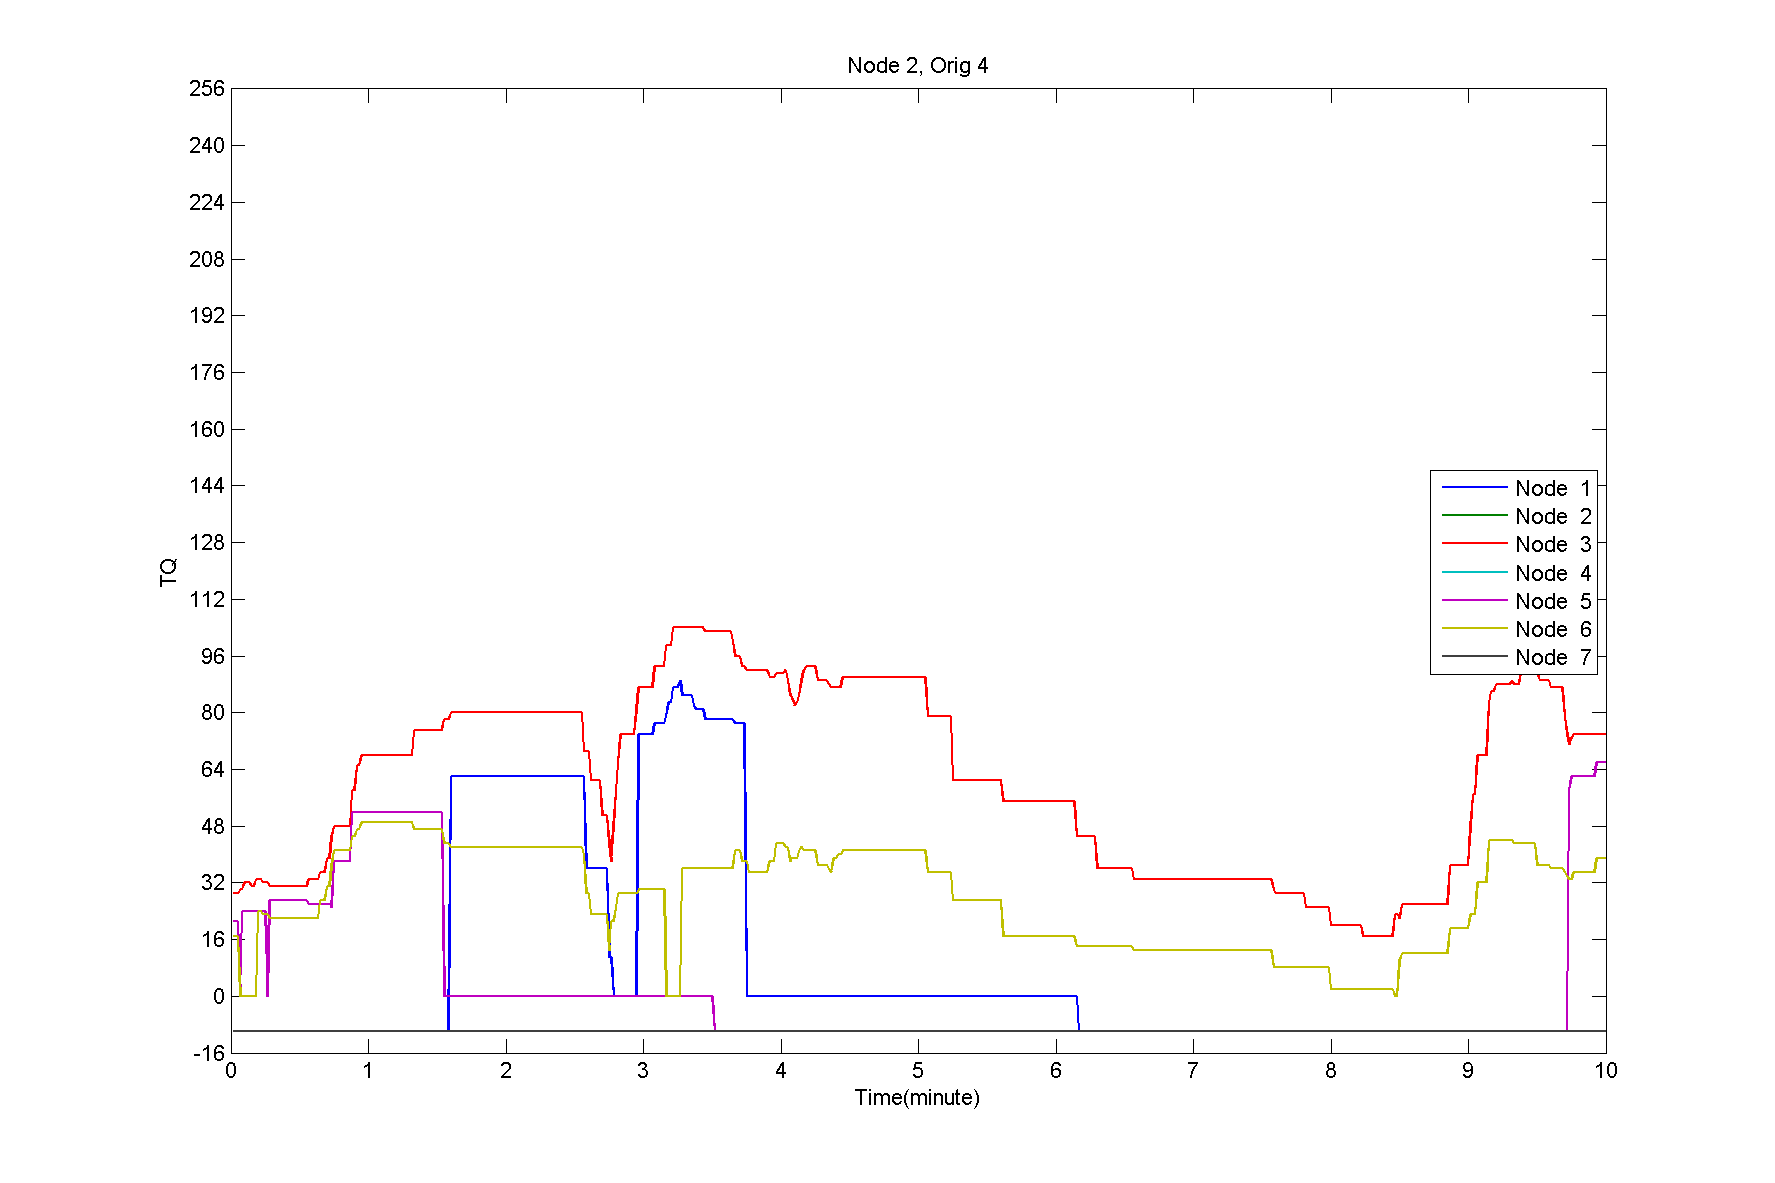 Node 2, Orig 4
256
240
224
208
192
176
160
144
128
112
96
80
64
48
32
16
0
-16
TQ
Node 1
Node 2
Node 3
Node 4
Node 5
Node 6
Node 7
0 1 2 3 4 5 6 7 8 9 10
Time(minute)